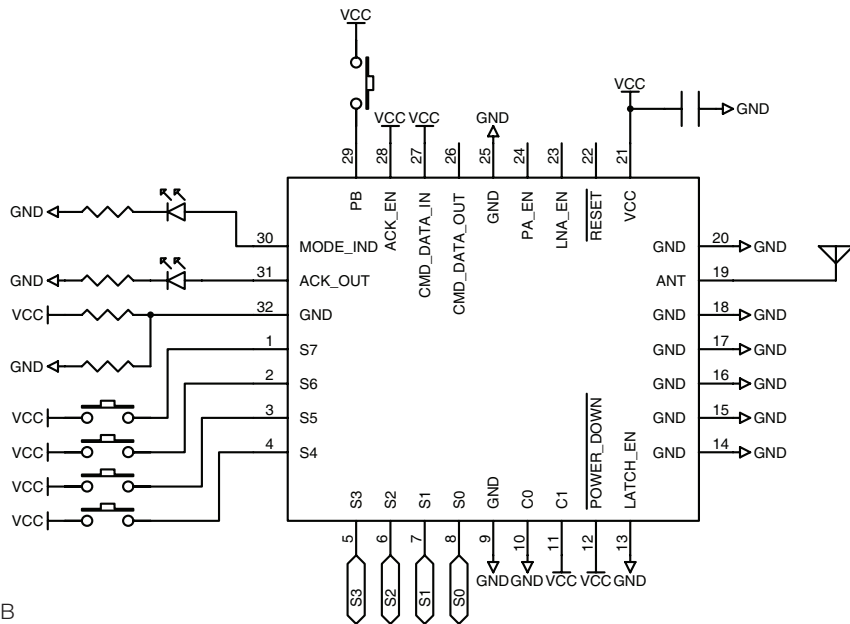 VCC
VCC VCC
GND
VCC
GND
29 28 27 26 25 24 23 22 21
PB
ACK_EN
CMD_DATA_IN
CMD_DATA_OUT
GND
PA_EN
LNA_EN
RESET
VCC
GND 30 MODE_IND
GND 31 ACK_OUT
VCC 32 GND
GND 1 S7
2 S6
VCC 3 S5
VCC 4 S4
VCC
VCC
GND 20 GND
ANT 19
GND 18 GND
GND 17 GND
GND 16 GND
GND 15 GND
GND 14 GND
S3
S2
S1
S0
GND
C0
C1
POWER_DOWN
LATCH_EN
5 6 7 8 9 10 11 12 13
S3 S2 S1 S0
GND GND VCC VCC GND
B